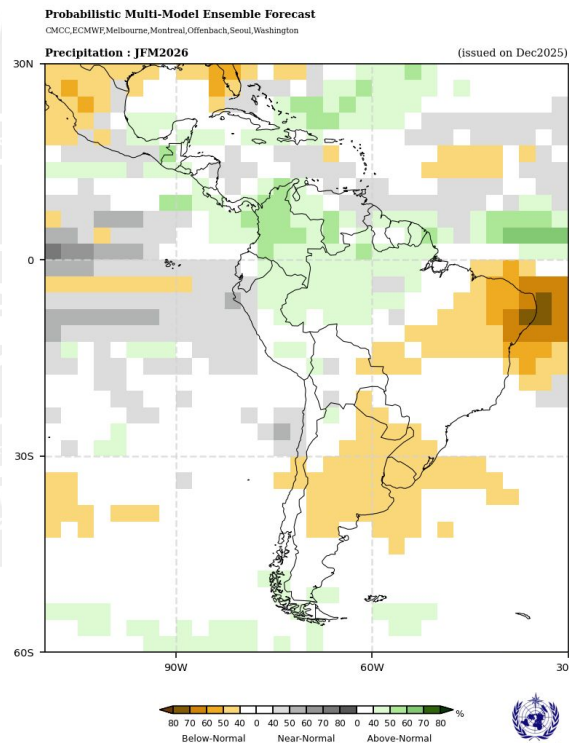 Probabilistic Multi-Model Ensemble Forecast
CMCC,ECMWF,Melbourne,Montreal,Offenbach,Seoul,Washington
Precipitation : JFM2026 (issued on Dec2025)
30N
0
30S
60S
90W 60W 30
80 70 60 50 40 0 40 50 60 70 80 0 40 50 60 70 80 %
Below-Normal Near-Normal Above-Normal